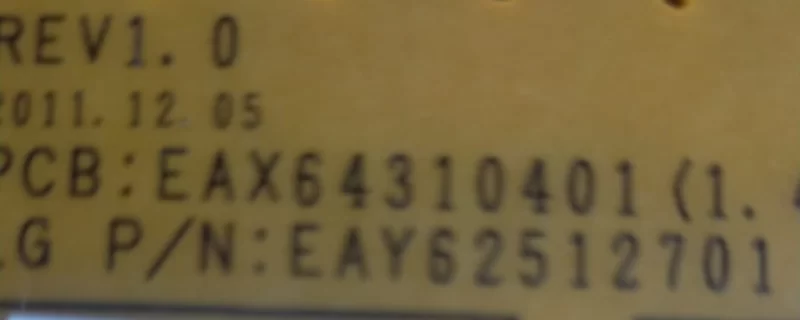 REV1.0
2011.12.05
PCB:EAX64310401(1.
LG P/N:EAY62512701